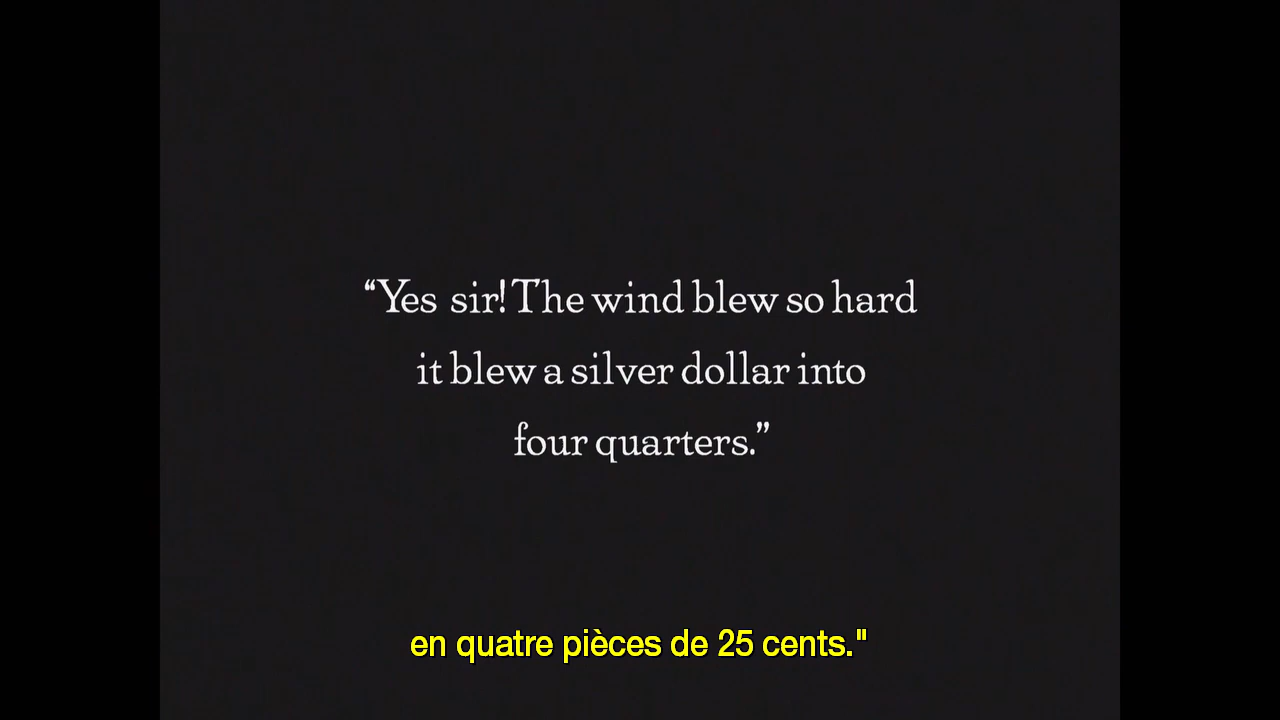 “Yes sir! The wind blew so hard
it blew a silver dollar into
four quarters.”
en quatre pièces de 25 cents."